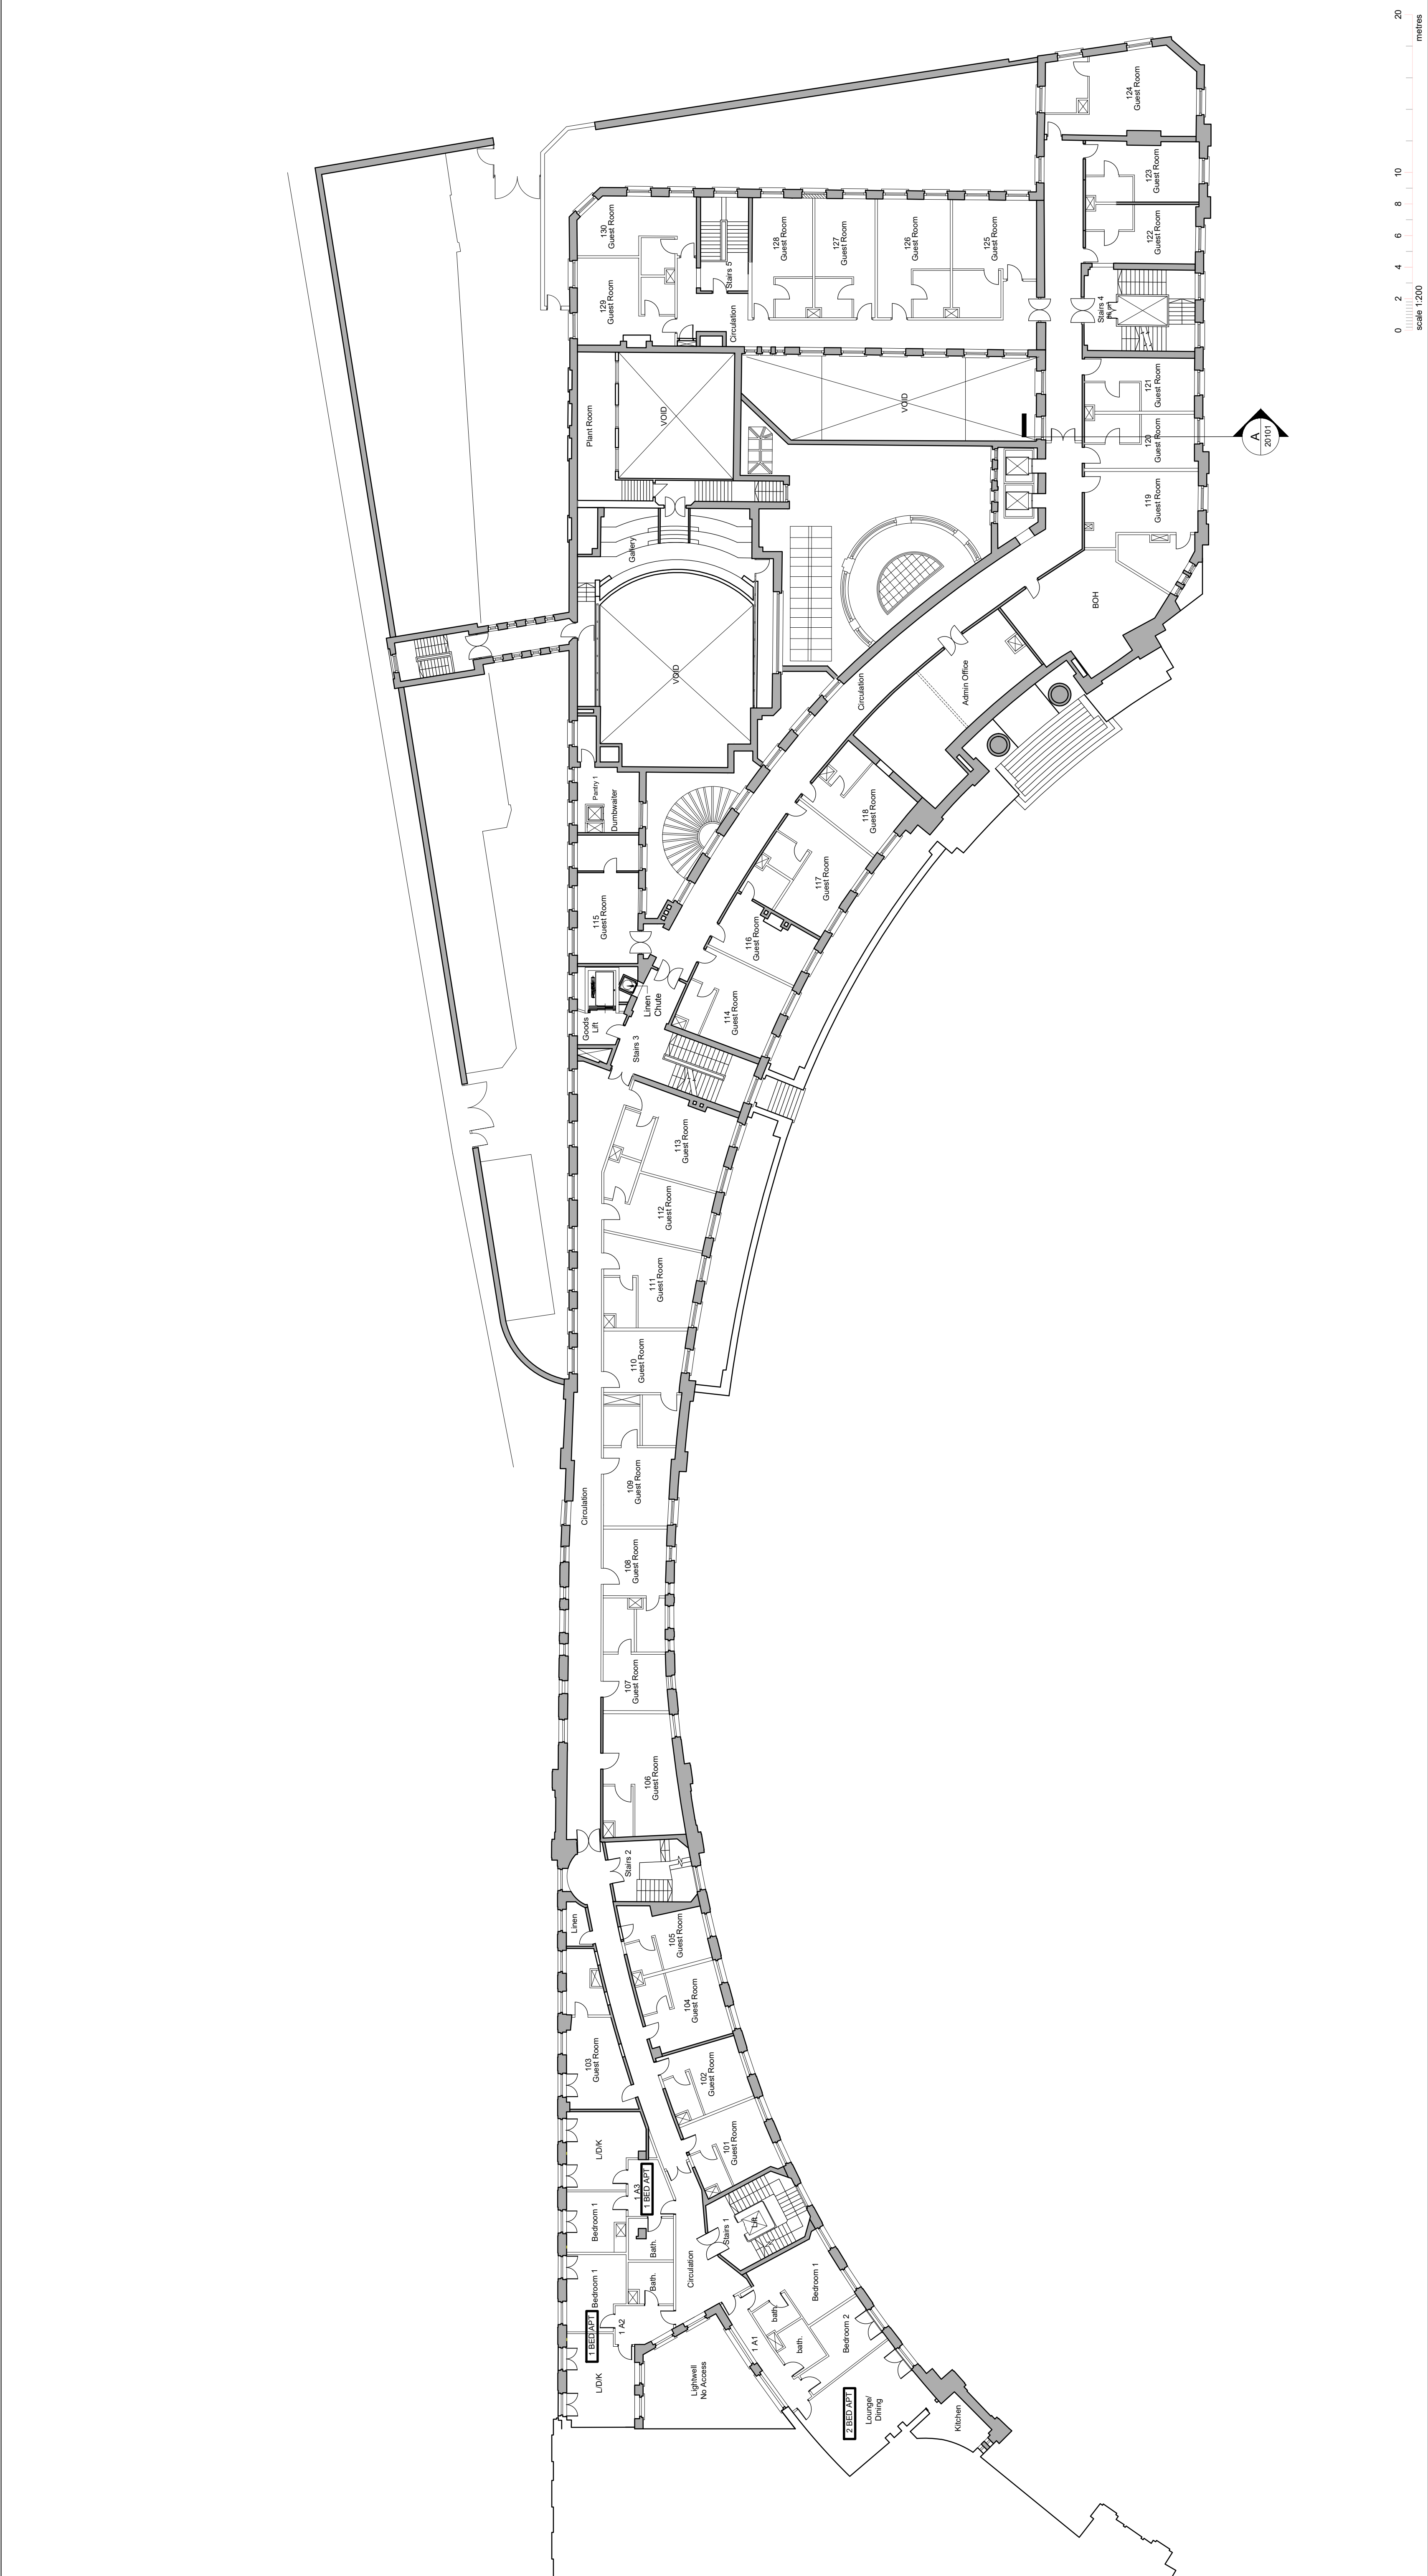 20
metres
10
8
6
4
2
0
scale 1:200
124
Guest Room
123
Guest Room
122
Guest Room
130
Guest Room
129
Guest Room
Stairs 5
128
Guest Room
127
Guest Room
126
Guest Room
125
Guest Room
Circulation
Stairs 4
121
Guest Room
120
Guest Room
119
Guest Room
A
20101
Plant Room
VOID
VOID
Gallery
VOID
BOH
Admin Office
Circulation
Pantry 1
Dumbwaiter
118
Guest Room
117
Guest Room
116
Guest Room
115
Guest Room
114
Guest Room
Goods
Lift
Linen
Chute
Stairs 3
113
Guest Room
112
Guest Room
111
Guest Room
110
Guest Room
109
Guest Room
Circulation
108
Guest Room
107
Guest Room
106
Guest Room
Stairs 2
Linen
105
Guest Room
104
Guest Room
103
Guest Room
102
Guest Room
101
Guest Room
L/D/K
1 A3
1 BED APT
Bedroom 1
Bath.
Stairs 1
Lift
Circulation
Bedroom 1
Bath.
1 A2
1 BED APT
L/D/K
Lightwell
No Access
1 A1
bath.
bath.
Bedroom 1
Bedroom 2
2 BED APT
Lounge/
Dining
Kitchen